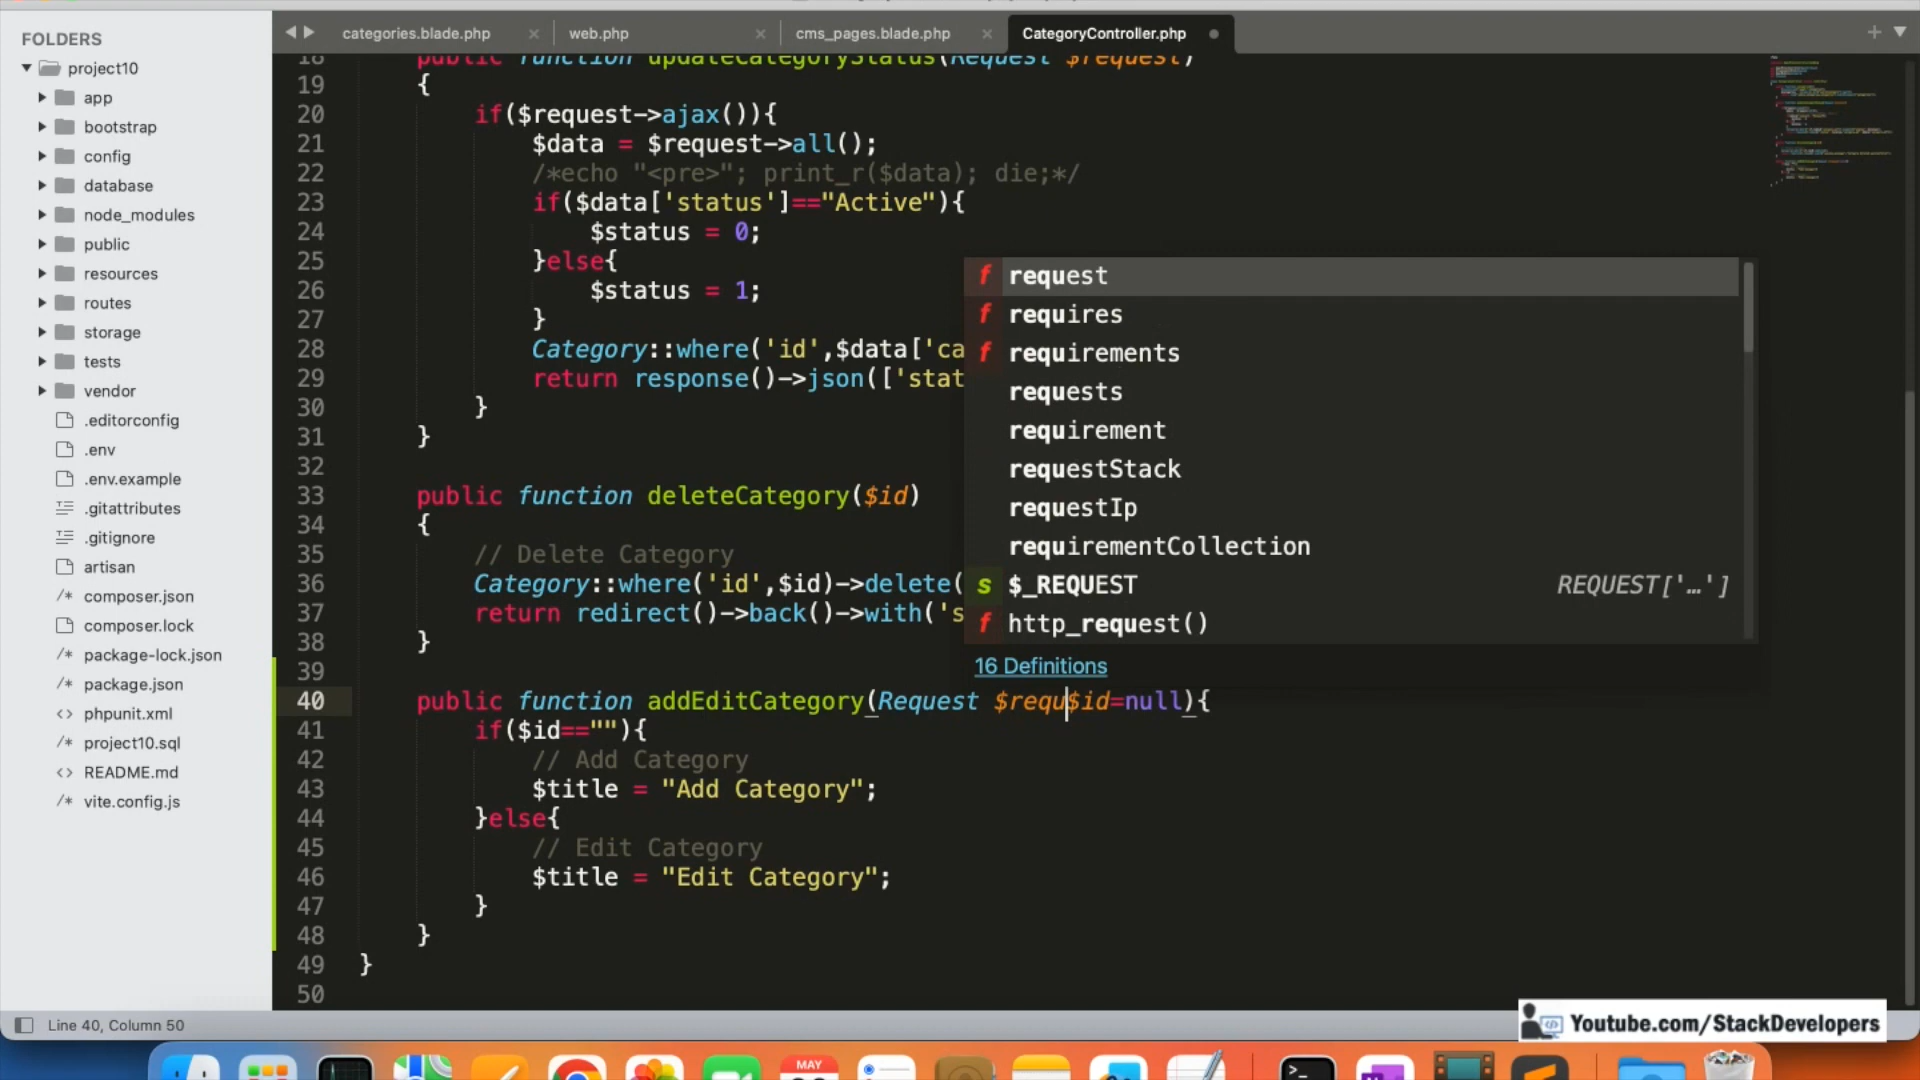 FOLDERS
project10
app
bootstrap
config
database
node_modules
public
resources
routes
storage
tests
vendor
.editorconfig
.env
.env.example
.gitattributes
.gitignore
artisan
/* composer.json
composer.lock
/* package-lock.json
/* package.json
<> phpunit.xml
/* project10.sql
<> README.md
/* vite.config.js
categories.blade.php
web.php
cms_pages.blade.php
CategoryController.php
18 public function updateCategoryStatus(Request $request)
19 {
20 if($request->ajax()){
21 $data = $request->all();
22 /*echo "<pre>"; print_r($data); die;*/
23 if($data['status']=="Active"){
24 $status = 0;
25 }else{
26 $status = 1;
27 }
28 Category::where('id',$data['ca
29 return response()->json(['stat
30 }
31 }
32
33 public function deleteCategory($id)
34 {
35 // Delete Category
36 Category::where('id',$id)->delete(
37 return redirect()->back()->with('s
38 }
39
40 public function addEditCategory(Request $requ$id=null){
41 if($id==""){
42 // Add Category
43 $title = "Add Category";
44 }else{
45 // Edit Category
46 $title = "Edit Category";
47 }
48 }
49 }
50
f request
f requires
f requirements
requests
requirement
requestStack
requestIp
requirementCollection
s $_REQUEST REQUEST['…']
f http_request()
16 Definitions
Line 40, Column 50
Youtube.com/StackDevelopers
MAY